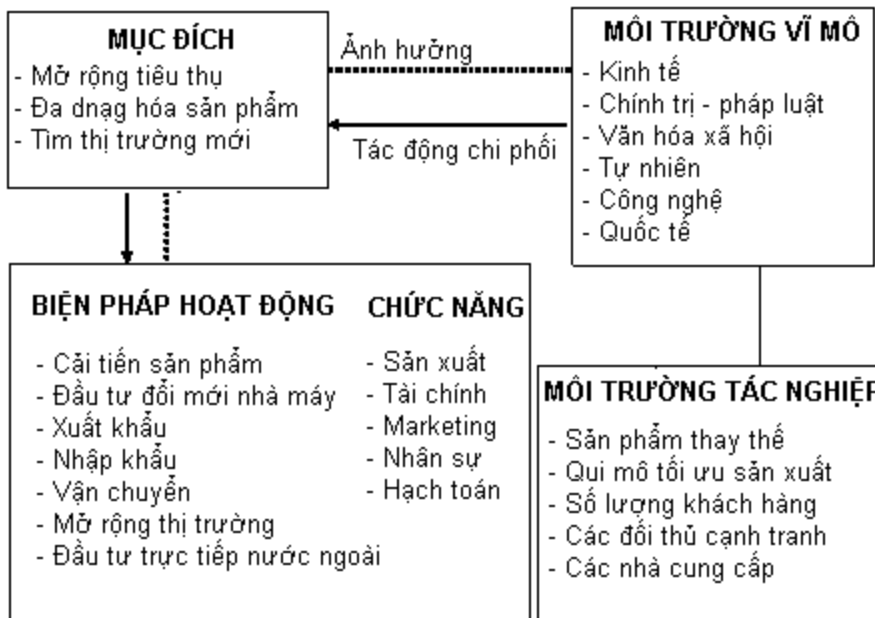 MỤC ĐÍCH
- Mở rộng tiêu thụ
- Đa dnạg hóa sản phẩm
- Tìm thị trường mới
Ảnh hưởng
Tác động chi phối
MÔI TRƯỜNG VĨ MÔ
- Kinh tế
- Chính trị - pháp luật
- Văn hóa xã hội
- Tự nhiên
- Công nghệ
- Quốc tế
BIỆN PHÁP HOẠT ĐỘNG
- Cải tiến sản phẩm
- Đầu tư đổi mới nhà máy
- Xuất khẩu
- Nhập khẩu
- Vận chuyển
- Mở rộng thị trường
- Đầu tư trực tiếp nước ngoài
CHỨC NĂNG
- Sản xuất
- Tài chính
- Marketing
- Nhân sự
- Hạch toán
MÔI TRƯỜNG TÁC NGHIỆP
- Sản phẩm thay thế
- Qui mô tối ưu sản xuất
- Số lượng khách hàng
- Các đối thủ cạnh tranh
- Các nhà cung cấp